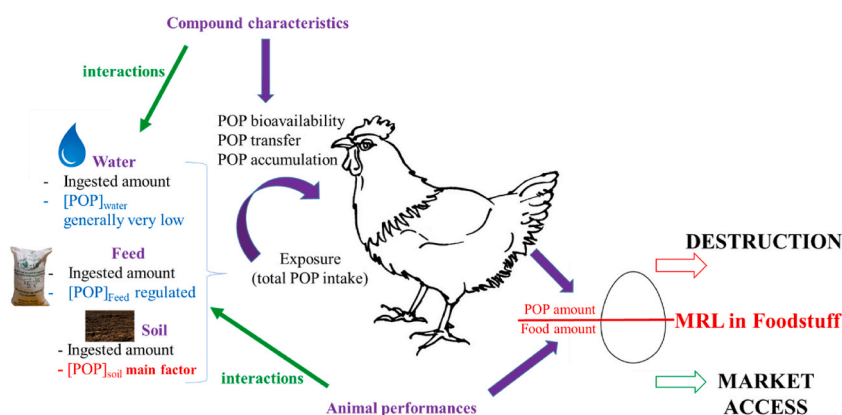 Compound characteristics
interactions
POP bioavailability
POP transfer
POP accumulation
Water
- Ingested amount
- [POP]water
generally very low
Feed
- Ingested amount
- [POP]Feed regulated
Soil
- Ingested amount
- [POP]soil main factor
Exposure
(total POP intake)
interactions
Animal performances
POP amount
Food amount
DESTRUCTION
MRL in Foodstuff
MARKET
ACCESS